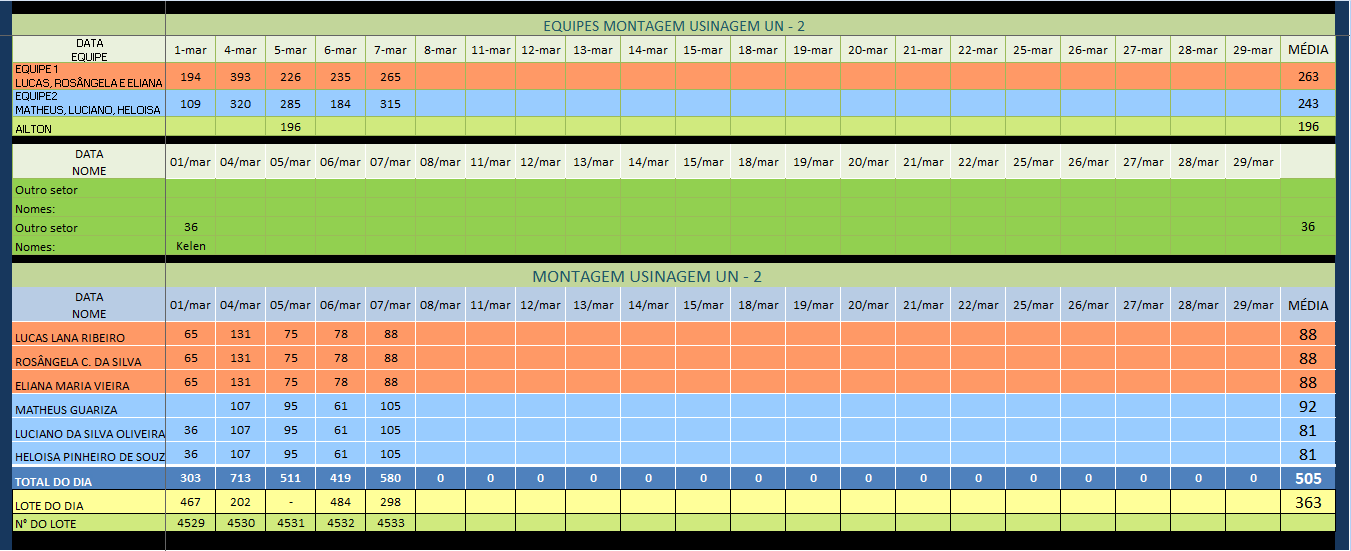 EQUIPES MONTAGEM USINAGEM UN - 2
DATA
EQUIPE
1-mar 4-mar 5-mar 6-mar 7-mar 8-mar 11-mar 12-mar 13-mar 14-mar 15-mar 18-mar 19-mar 20-mar 21-mar 22-mar 25-mar 26-mar 27-mar 28-mar 29-mar MÉDIA
EQUIPE 1
LUCAS, ROSÂNGELA E ELIANA 194 393 226 235 265 263
EQUIPE2
MATHEUS, LUCIANO, HELOISA 109 320 285 184 315 243
AILTON 196 196
DATA
NOME
01/mar 04/mar 05/mar 06/mar 07/mar 08/mar 11/mar 12/mar 13/mar 14/mar 15/mar 18/mar 19/mar 20/mar 21/mar 22/mar 25/mar 26/mar 27/mar 28/mar 29/mar
Outro setor
Nomes:
Outro setor 36 36
Nomes: Kelen
MONTAGEM USINAGEM UN - 2
DATA
NOME
01/mar 04/mar 05/mar 06/mar 07/mar 08/mar 11/mar 12/mar 13/mar 14/mar 15/mar 18/mar 19/mar 20/mar 21/mar 22/mar 25/mar 26/mar 27/mar 28/mar 29/mar MÉDIA
LUCAS LANA RIBEIRO 65 131 75 78 88 88
ROSÂNGELA C. DA SILVA 65 131 75 78 88 88
ELIANA MARIA VIEIRA 65 131 75 78 88 88
MATHEUS GUARIZA 107 95 61 105 92
LUCIANO DA SILVA OLIVEIRA 36 107 95 61 105 81
HELOISA PINHEIRO DE SOUZ 36 107 95 61 105 81
TOTAL DO DIA 303 713 511 419 580 0 0 0 0 0 0 0 0 0 0 0 0 0 0 0 0 505
LOTE DO DIA 467 202 - 484 298 363
N° DO LOTE 4529 4530 4531 4532 4533